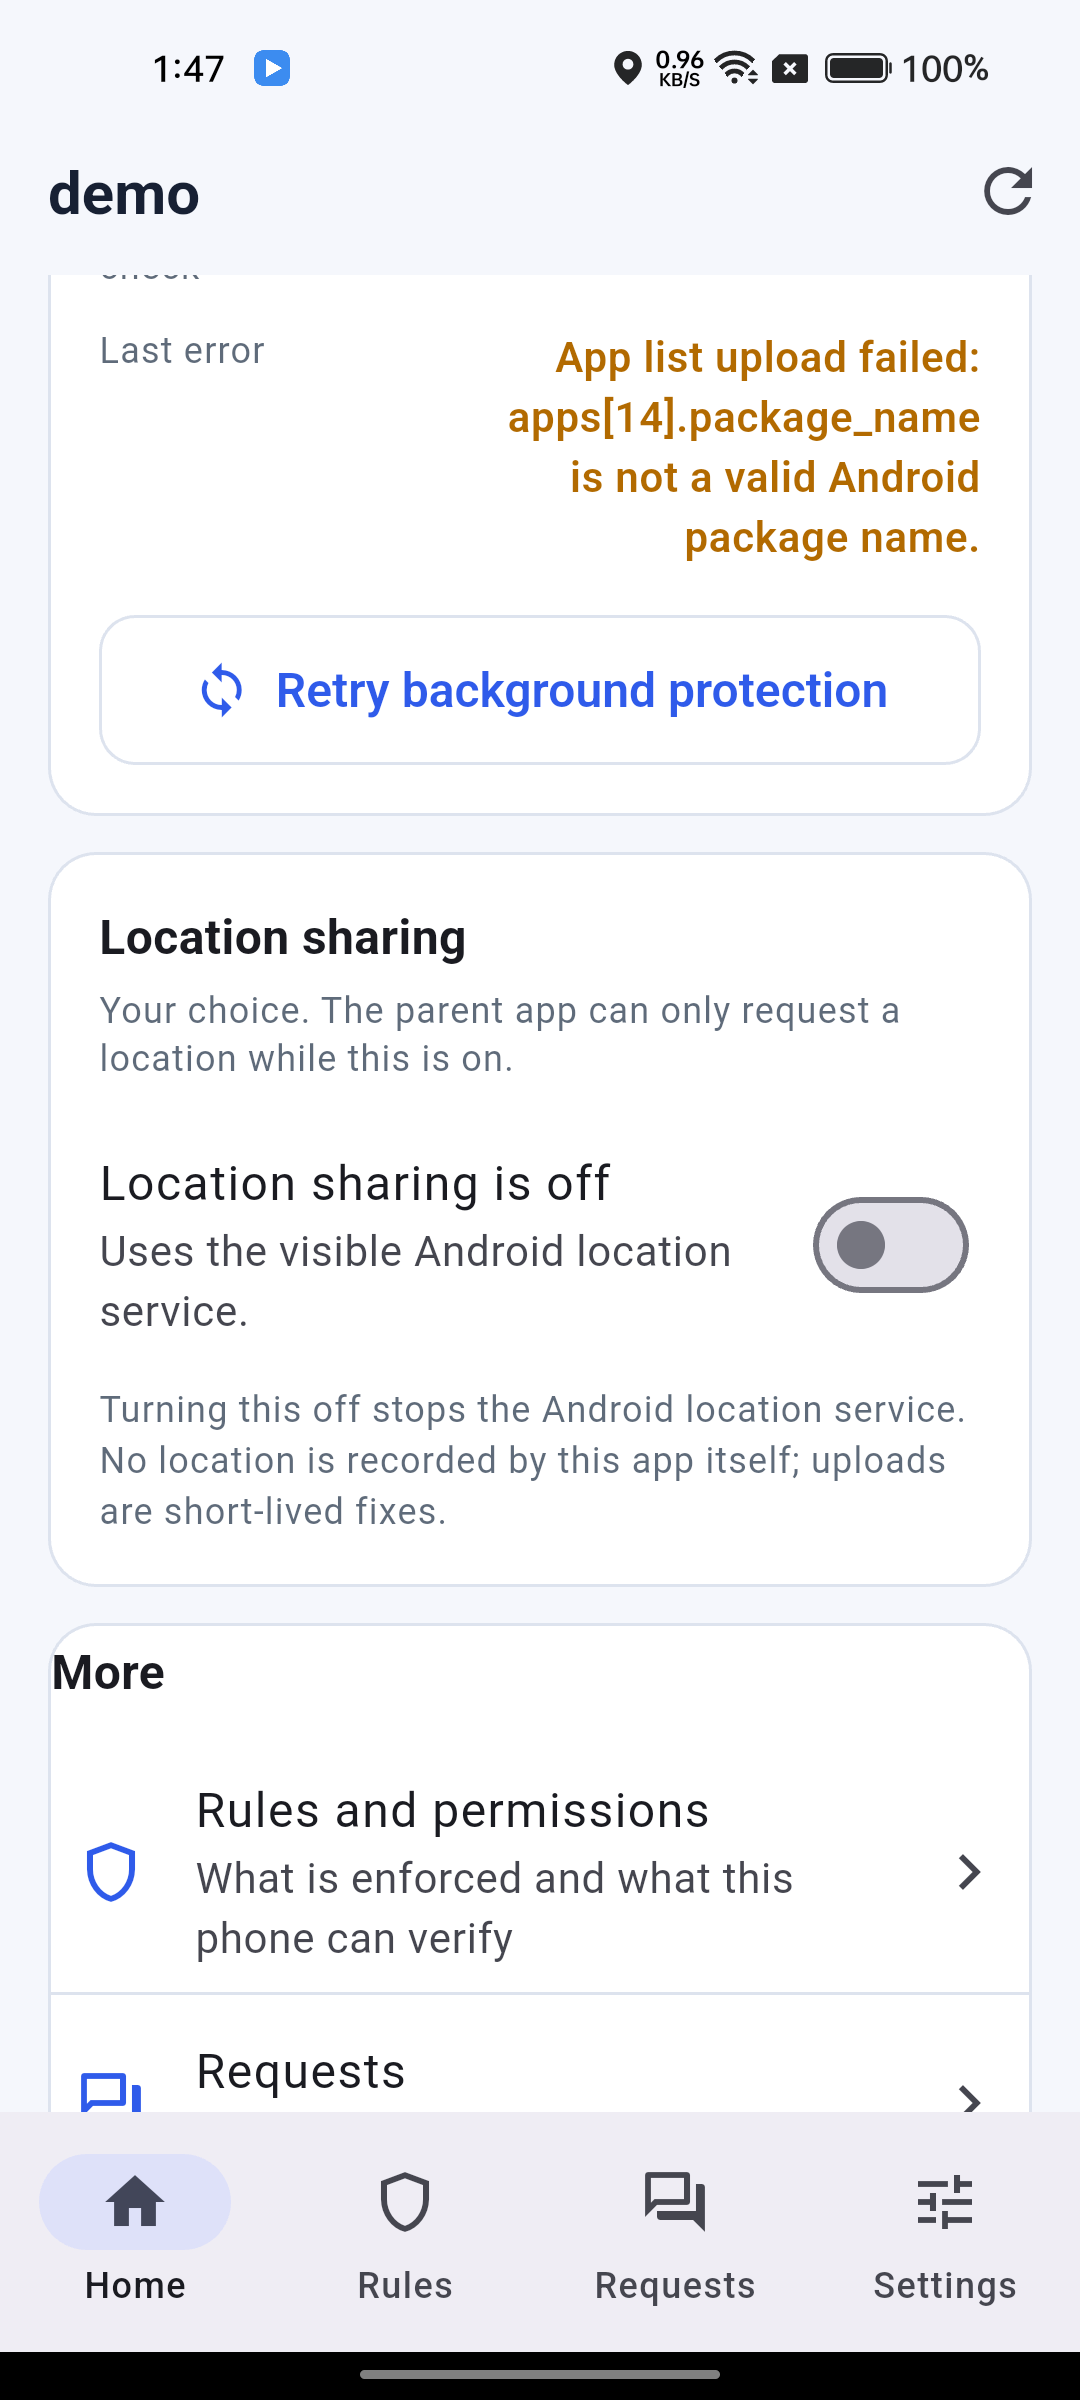 1:47
0.96
KB/S
100%
demo
Last error
App list upload failed:
apps[14].package_name
is not a valid Android
package name.
Retry background protection
Location sharing
Your choice. The parent app can only request a
location while this is on.
Location sharing is off
Uses the visible Android location
service.
Turning this off stops the Android location service.
No location is recorded by this app itself; uploads
are short-lived fixes.
More
Rules and permissions
What is enforced and what this
phone can verify
Requests
Home
Rules
Requests
Settings